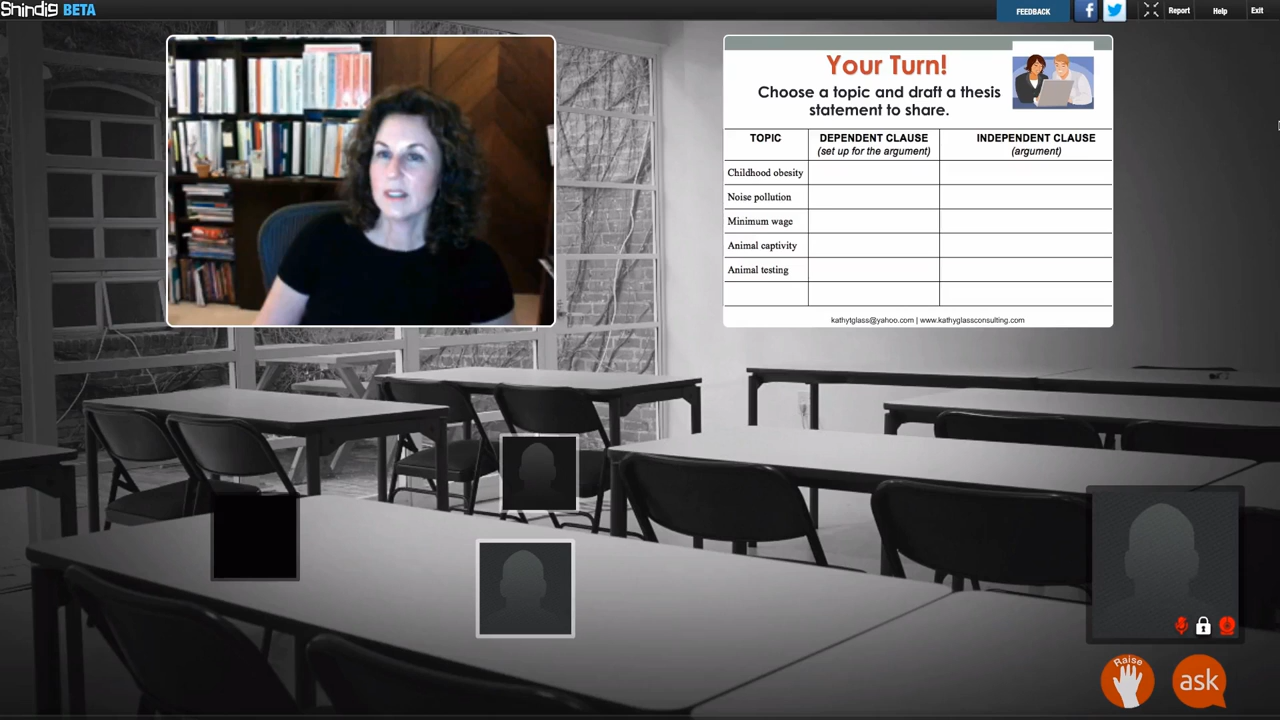 Shindig BETA
FEEDBACK
Report
Help
Exit
Your Turn!
Choose a topic and draft a thesis
statement to share.
TOPIC
DEPENDENT CLAUSE
(set up for the argument)
INDEPENDENT CLAUSE
(argument)
Childhood obesity
Noise pollution
Minimum wage
Animal captivity
Animal testing
kathytglass@yahoo.com | www.kathyglassconsulting.com
Raise
ask